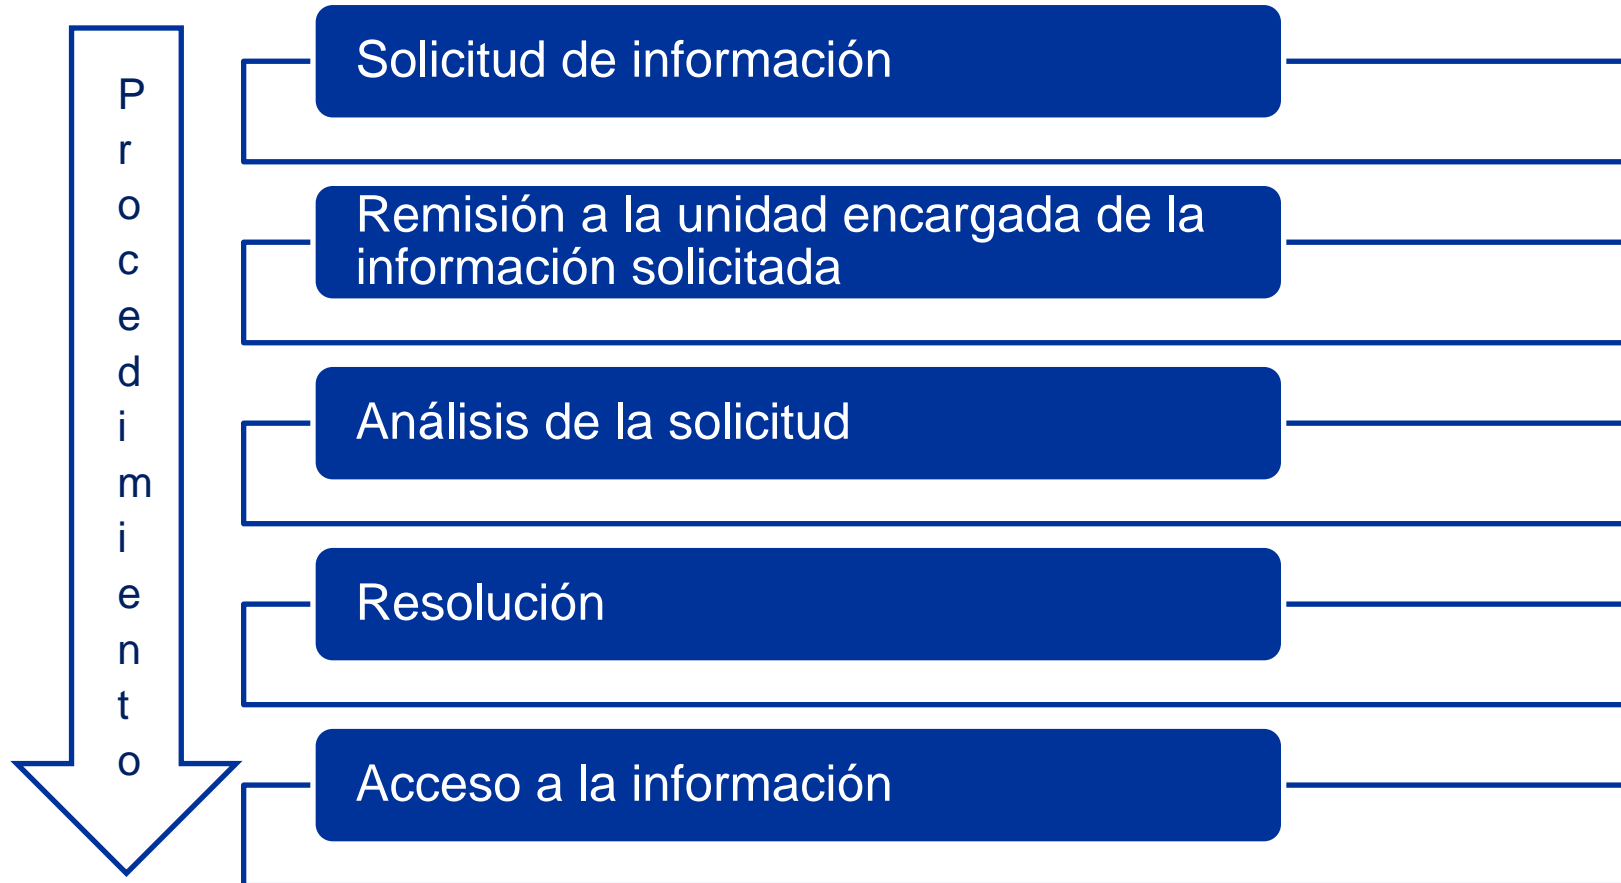 Procedimiento
Solicitud de información
Remisión a la unidad encargada de la
información solicitada
Análisis de la solicitud
Resolución
Acceso a la información